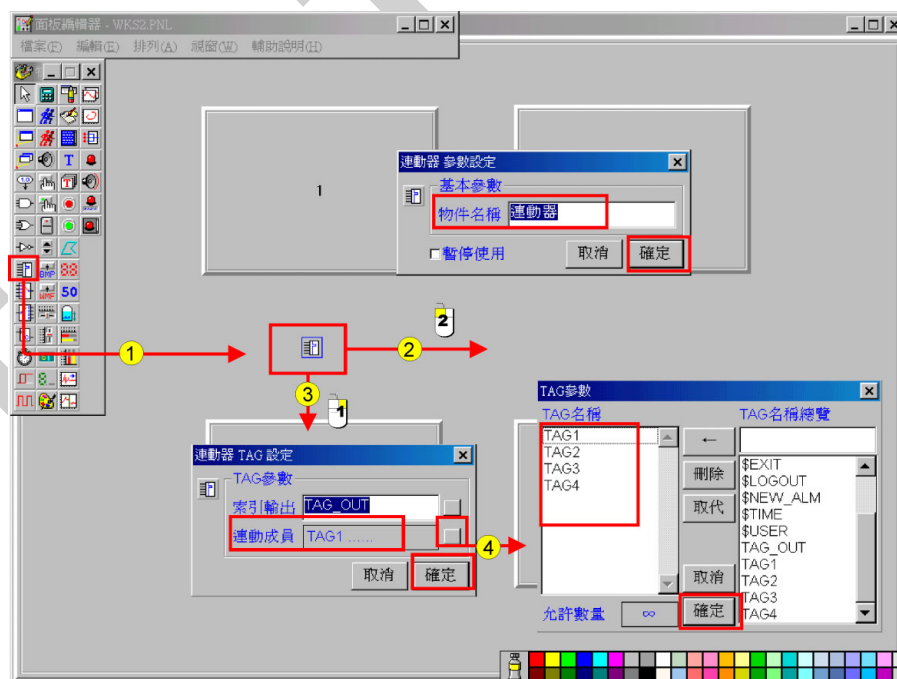 面板編輯器 - WKS2.PNL
檔案(F) 編輯(E) 排列(A) 視窗(W) 輔助說明(H)
T
T
BMP 88
WMF 50
8_
1
連動器 參數設定
基本參數
物件名稱 連動器
暫停使用 取消 確定
2
1
2
3
1
連動器 TAG 設定
TAG參數
索引輸出 TAG_OUT
連動成員 TAG1 ......
取消 確定
4
TAG參數
TAG名稱 TAG名稱總覽
TAG1
TAG2
TAG3
TAG4
←
刪除
取代
取消
確定
$EXIT
$LOGOUT
$NEW_ALM
$TIME
$USER
TAG_OUT
TAG1
TAG2
TAG3
TAG4
允許數量 ∞